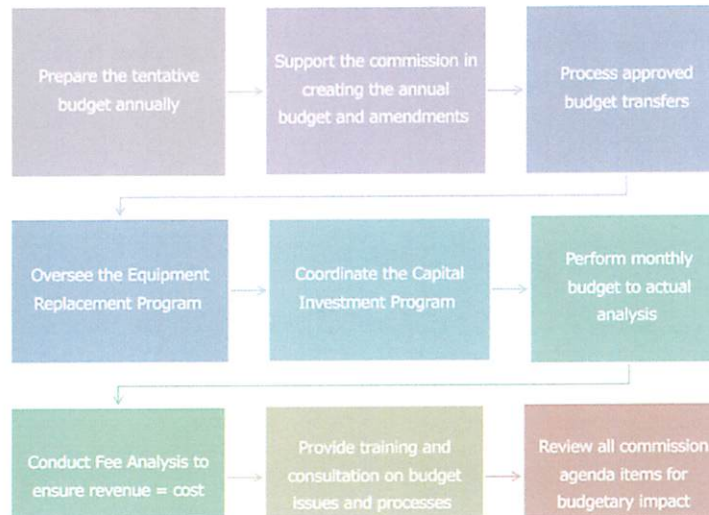 Prepare the tentative
budget annually
Support the commission in
creating the annual
budget and amendments
Process approved
budget transfers
Oversee the Equipment
Replacement Program
Coordinate the Capital
Investment Program
Perform monthly
budget to actual
analysis
Conduct Fee Analysis to
ensure revenue = cost
Provide training and
consultation on budget
issues and processes
Review all commission
agenda items for
budgetary impact